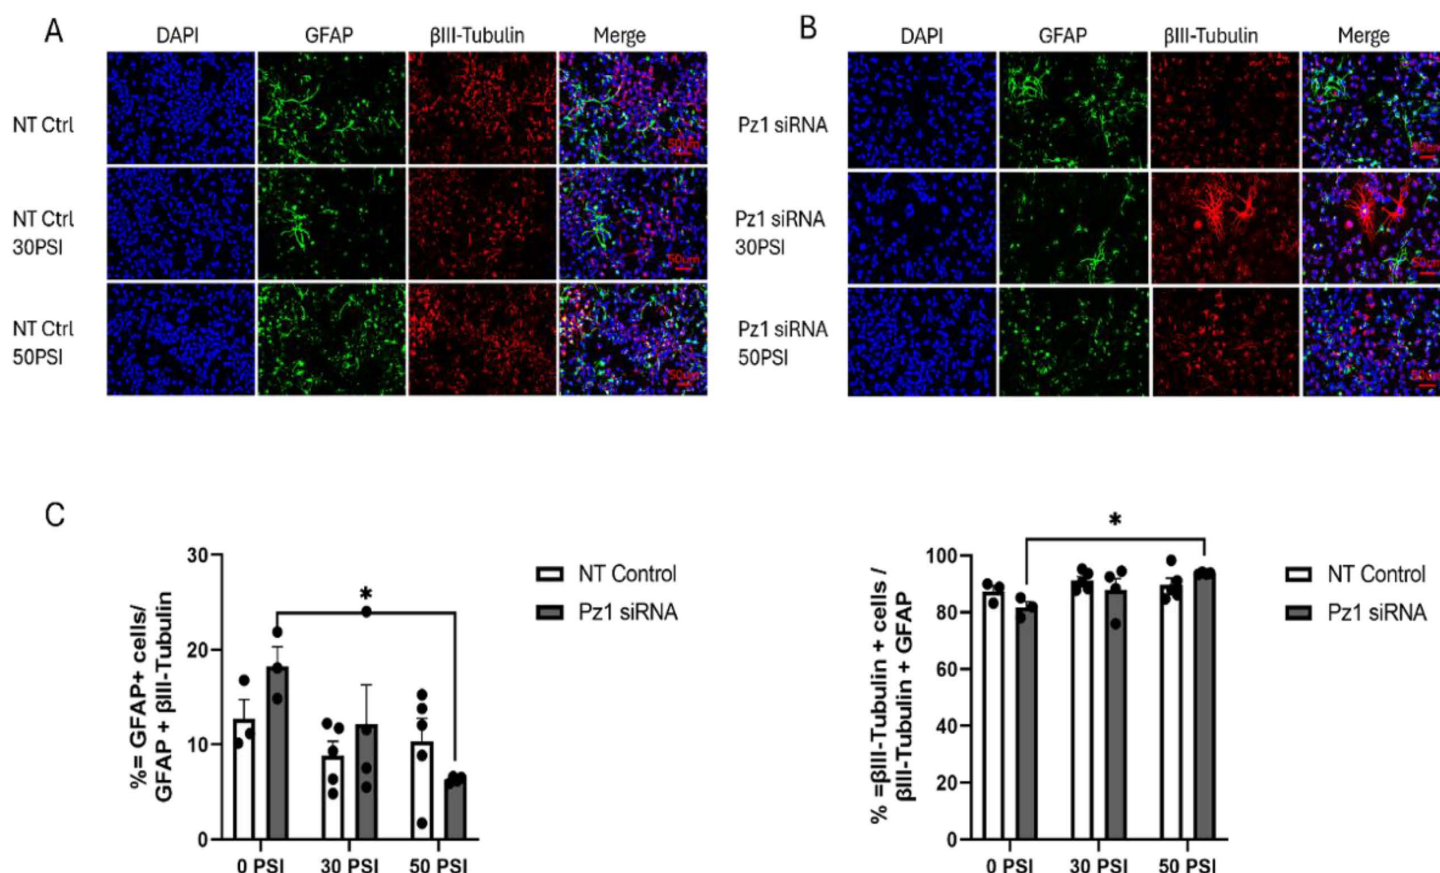 A
B
DAPI GFAP βIII-Tubulin Merge
DAPI GFAP βIII-Tubulin Merge
NT Ctrl
50um
NT Ctrl
30PSI
50um
NT Ctrl
50PSI
50um
Pz1 siRNA
Pz1 siRNA
30PSI
Pz1 siRNA
50PSI
C
%= GFAP+ cells/
GFAP + βIII-Tubulin
30
20
10
0
*
0 PSI 30 PSI 50 PSI
NT Control
Pz1 siRNA
% =βIII-Tubulin + cells /
βIII-Tubulin + GFAP
100
80
60
40
20
0
*
0 PSI 30 PSI 50 PSI
NT Control
Pz1 siRNA